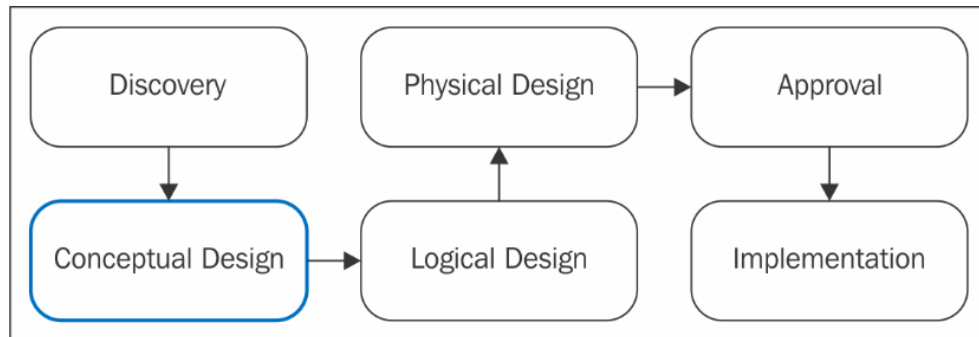 Discovery
Physical Design
Approval
Conceptual Design
Logical Design
Implementation